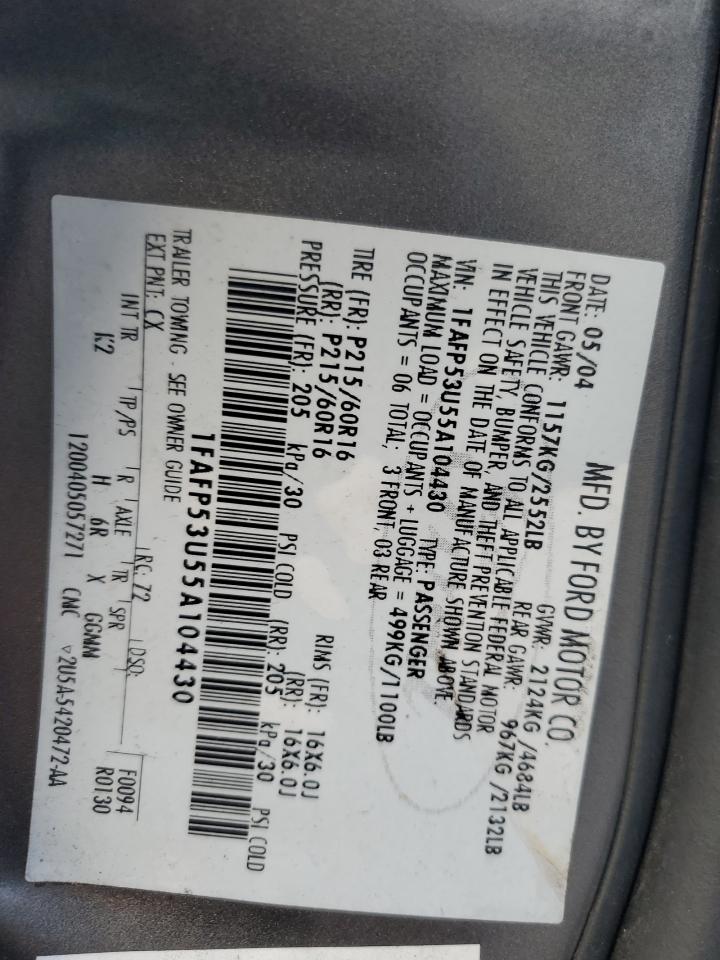 MFD. BY FORD MOTOR CO.
DATE: 05/04 GVWR: 2124KG /4684LB
FRONT GAWR: 1157KG/2552LB REAR GAWR: 967KG /2132LB
THIS VEHICLE CONFORMS TO ALL APPLICABLE FEDERAL MOTOR
VEHICLE SAFETY, BUMPER, AND THEFT PREVENTION STANDARDS
IN EFFECT ON THE DATE OF MANUFACTURE SHOWN ABOVE.
VIN: 1FAFP53U55A104430 TYPE: PASSENGER
MAXIMUM LOAD = OCCUPANTS + LUGGAGE = 499KG/1100LB
OCCUPANTS = 06 TOTAL; 3 FRONT, 03 REAR
TIRE (FR): P215/60R16 RIMS (FR): 16X6.0J
(RR): P215/60R16 (RR): 16X6.0J
PRESSURE (FR): 205 kPa/30 PSI COLD (RR): 205 kPa/30 PSI COLD
1FAFP53U55A104430
TRAILER TOWING - SEE OWNER GUIDE
EXT PNT: CX RC: 72 DSO: F0094
INT TR TP/PS R AXLE TR SPR R0130
K2 H 6R X GGMM
1200405057271 CMC ▽2U5A-5420472-AA